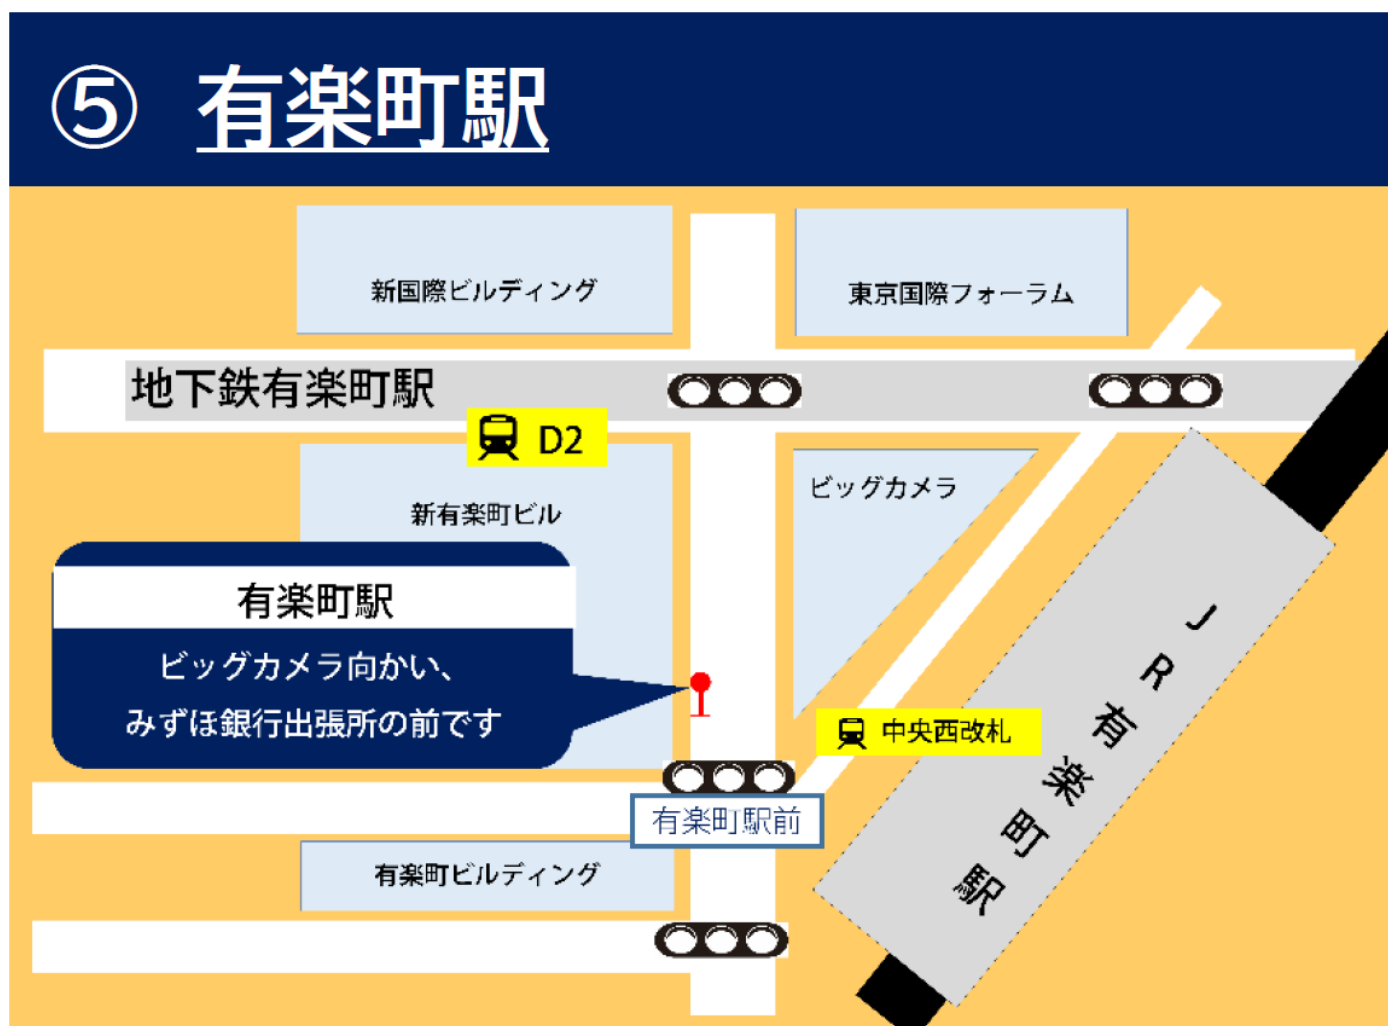 ⑤ 有楽町駅
新国際ビルディング
東京国際フォーラム
地下鉄有楽町駅
D2
新有楽町ビル
ビッグカメラ
有楽町駅
ビッグカメラ向かい、
みずほ銀行出張所の前です
中央西改札
JR有楽町駅
有楽町駅前
有楽町ビルディング